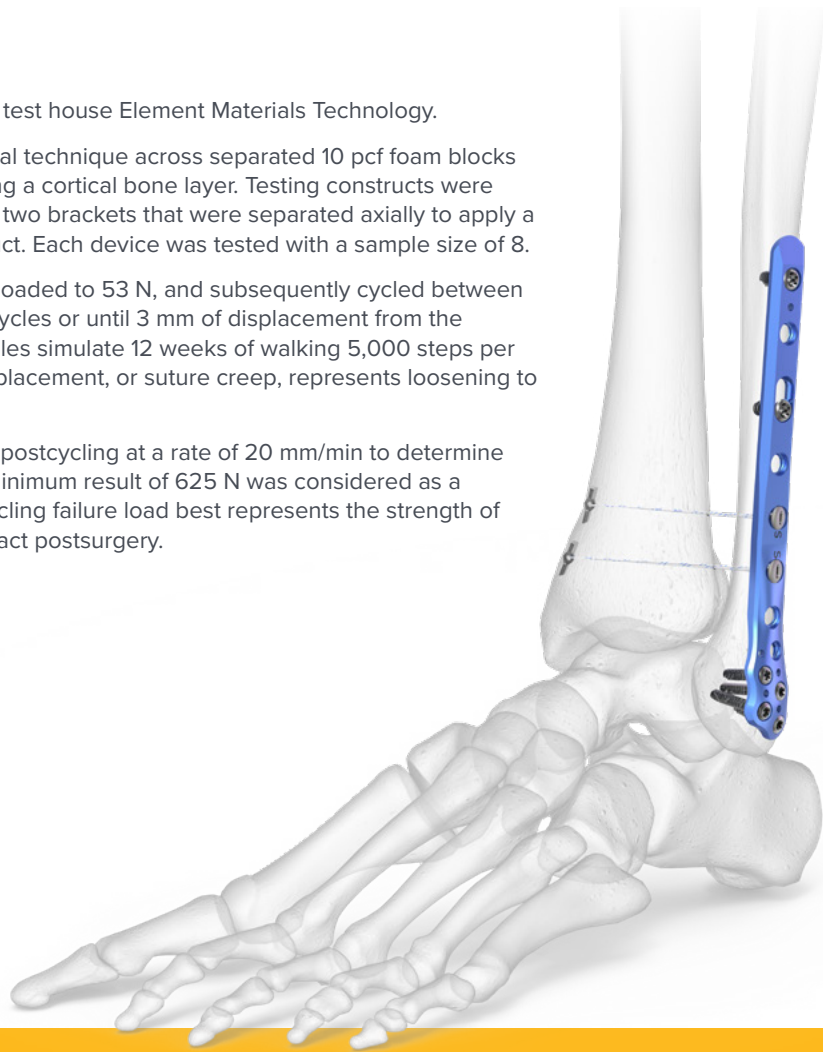 test house Element Materials Technology.
al technique across separated 10 pcf foam blocks
g a cortical bone layer. Testing constructs were
two brackets that were separated axially to apply a
ct. Each device was tested with a sample size of 8.
oaded to 53 N, and subsequently cycled between
ycles or until 3 mm of displacement from the
les simulate 12 weeks of walking 5,000 steps per
placement, or suture creep, represents loosening to
postcycling at a rate of 20 mm/min to determine
inimum result of 625 N was considered as a
cling failure load best represents the strength of
act postsurgery.